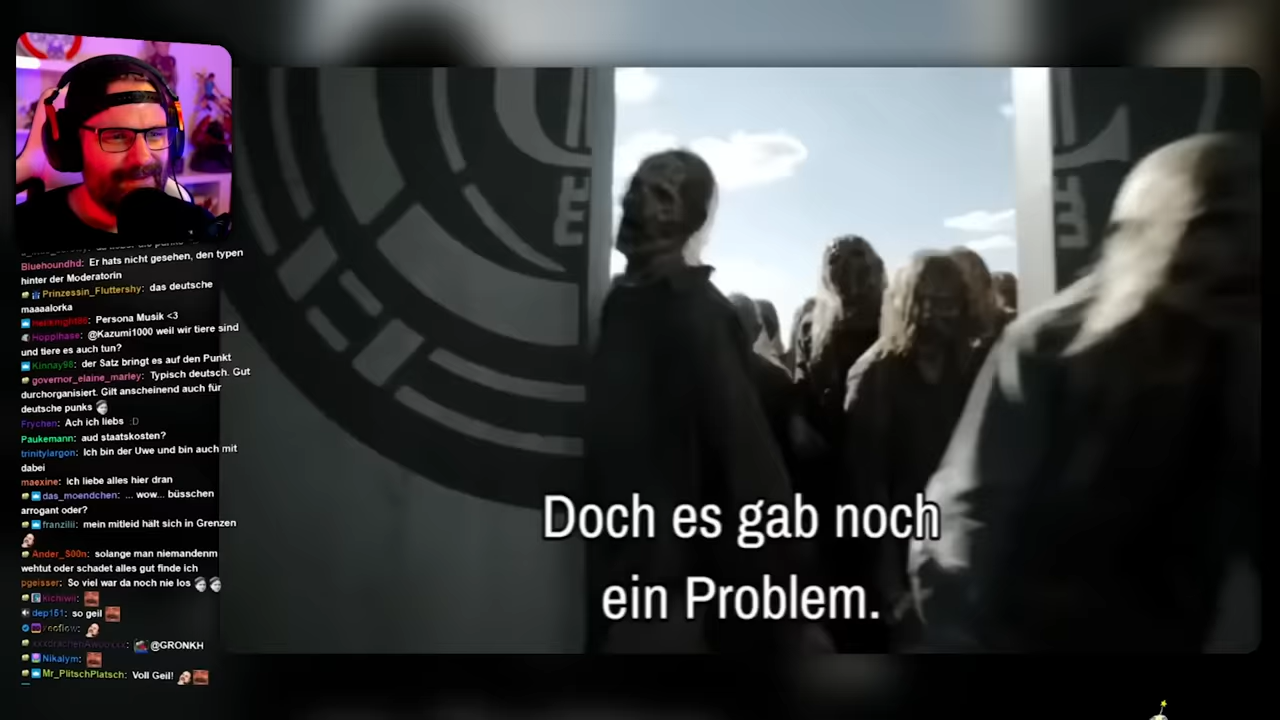 Bluehoundhd: Er hats nicht gesehen, den typen
hinter der Moderatorin
Prinzessin_Fluttershy: das deutsche
maaaalorka
Persona Musik <3
Hopplhase: @Kazumi1000 weil wir tiere sind
und tiere es auch tun?
Kinnay98: der Satz bringt es auf den Punkt
governor_elaine_marley: Typisch deutsch. Gut
durchorganisiert. Gilt anscheinend auch für
deutsche punks
Frychen: Ach ich liebs :D
Paukemann: aud staatskosten?
trinitylargon: Ich bin der Uwe und bin auch mit
dabei
maexine: ich liebe alles hier dran
das_moendchen: ... wow... büsschen
arrogant oder?
franzilii: mein mitleid hält sich in Grenzen
Ander_S00n: solange man niemandenm
wehtut oder schadet alles gut finde ich
pgeisser: So viel war da noch nie los
kichiwii:
dep151: so geil
@GRONKH
Nikalym:
Mr_PlitschPlatsch: Voll Geil!
Doch es gab noch
ein Problem.